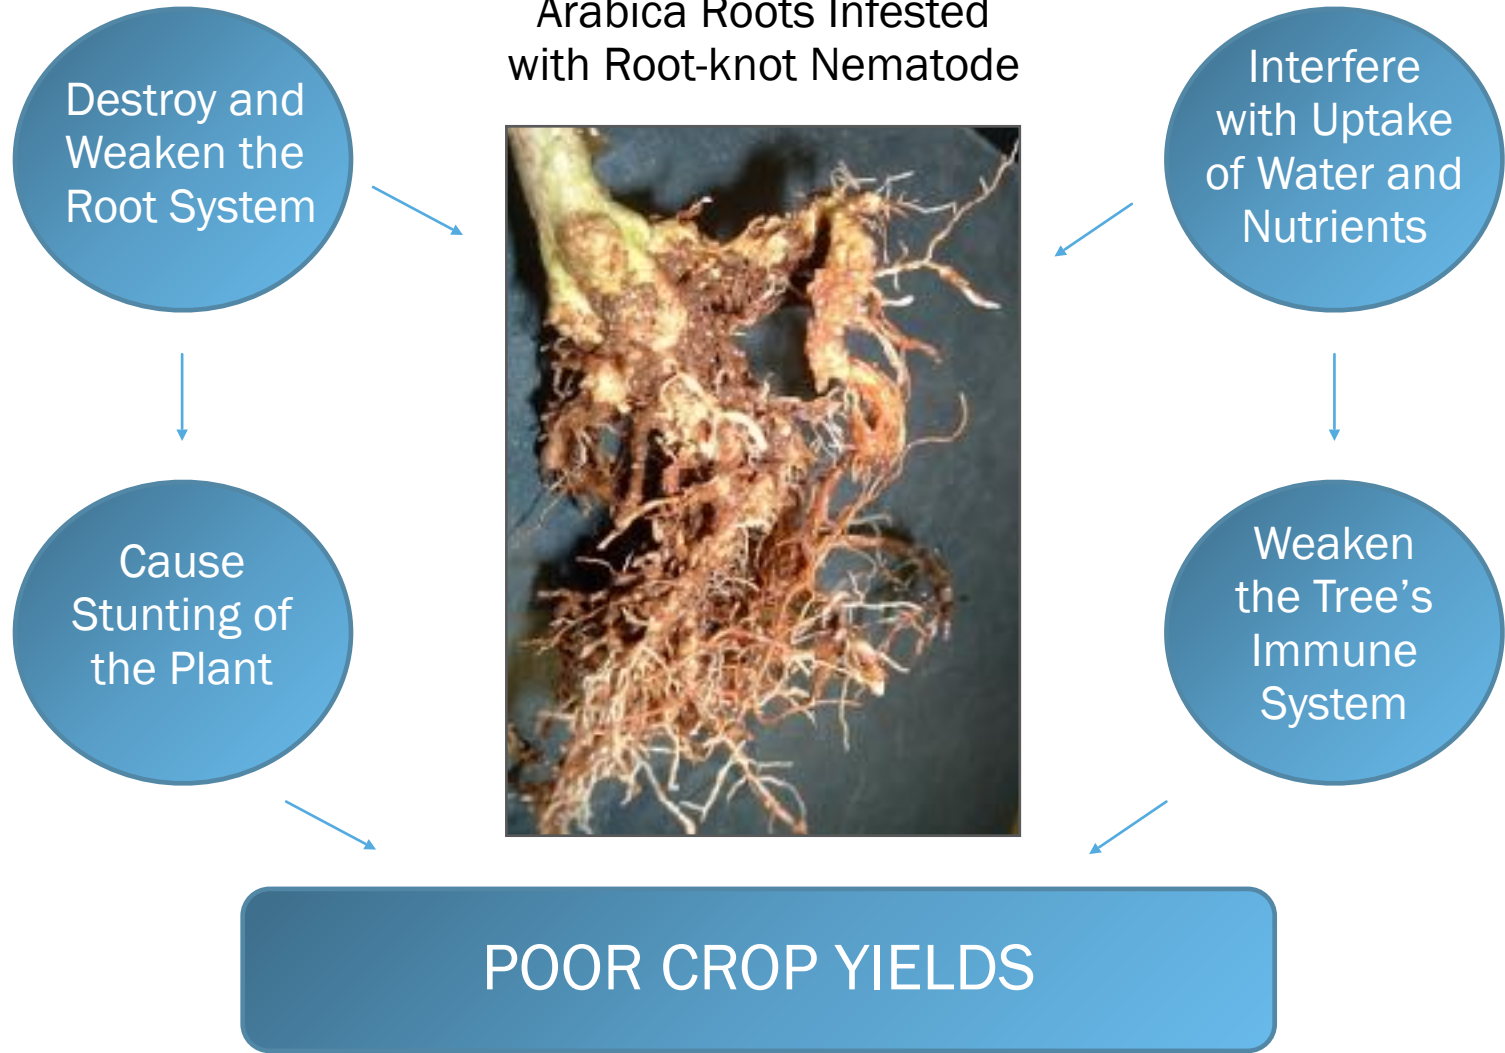 Arabica Roots Infested
with Root-knot Nematode
Destroy and
Weaken the
Root System
Interfere
with Uptake
of Water and
Nutrients
Cause
Stunting of
the Plant
Weaken
the Tree’s
Immune
System
POOR CROP YIELDS